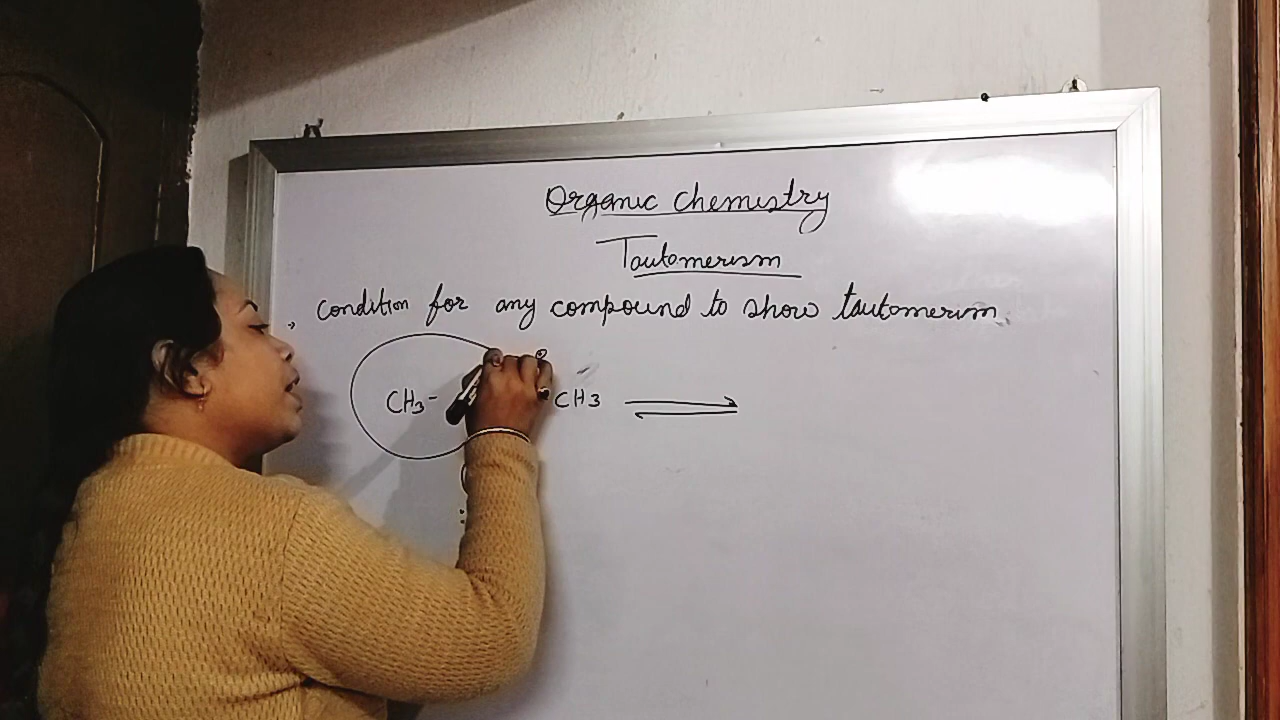 Organic chemistry
Tautomerism
Condition for any compound to show tautomerism
CH3- CH3